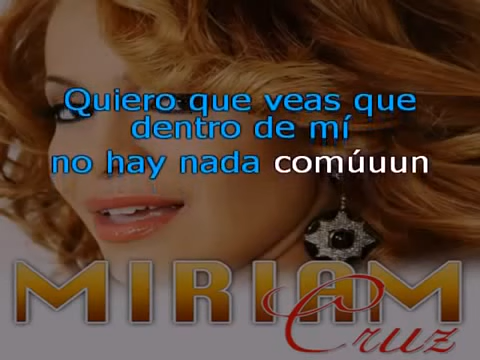 Quiero que veas que
dentro de mí
no hay nada comúuun
MIRIAM
Cruz